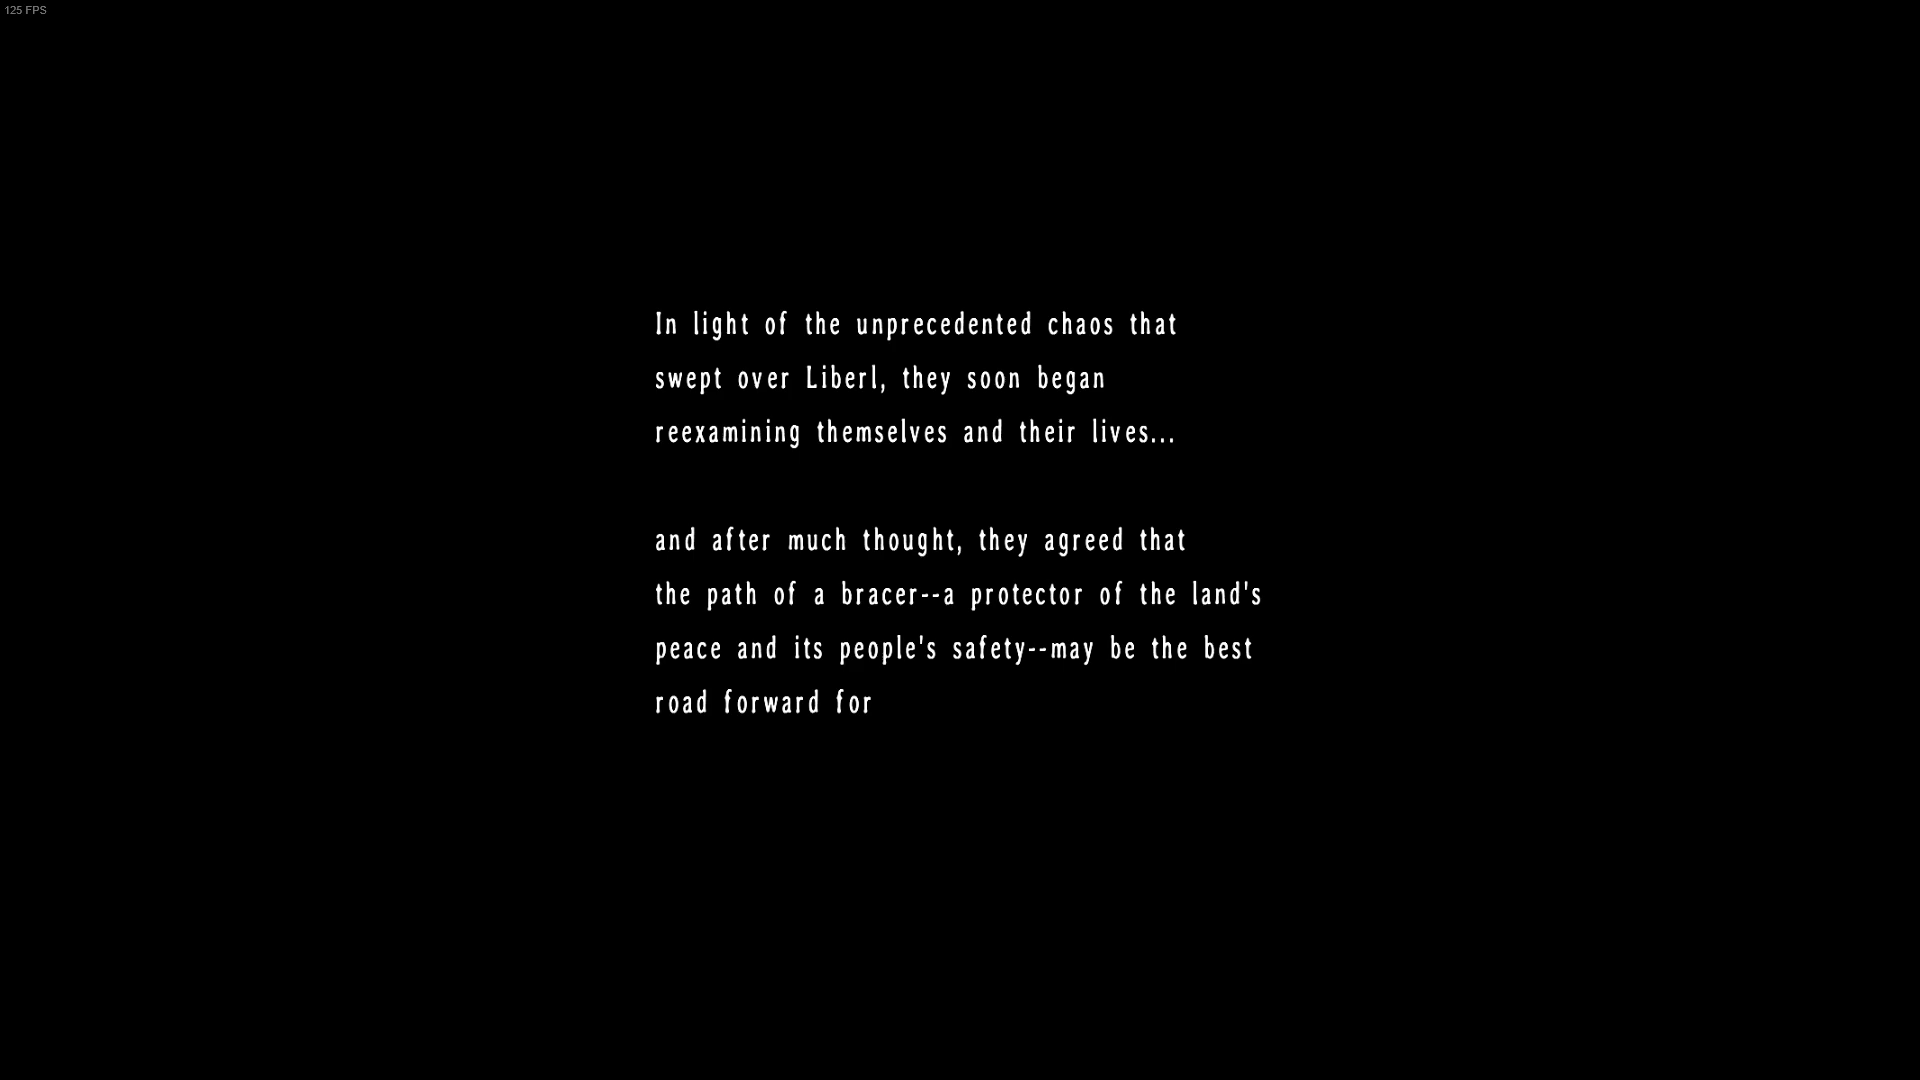 125 FPS
In light of the unprecedented chaos that
swept over Liberl, they soon began
reexamining themselves and their lives...
and after much thought, they agreed that
the path of a bracer--a protector of the land's
peace and its people's safety--may be the best
road forward for